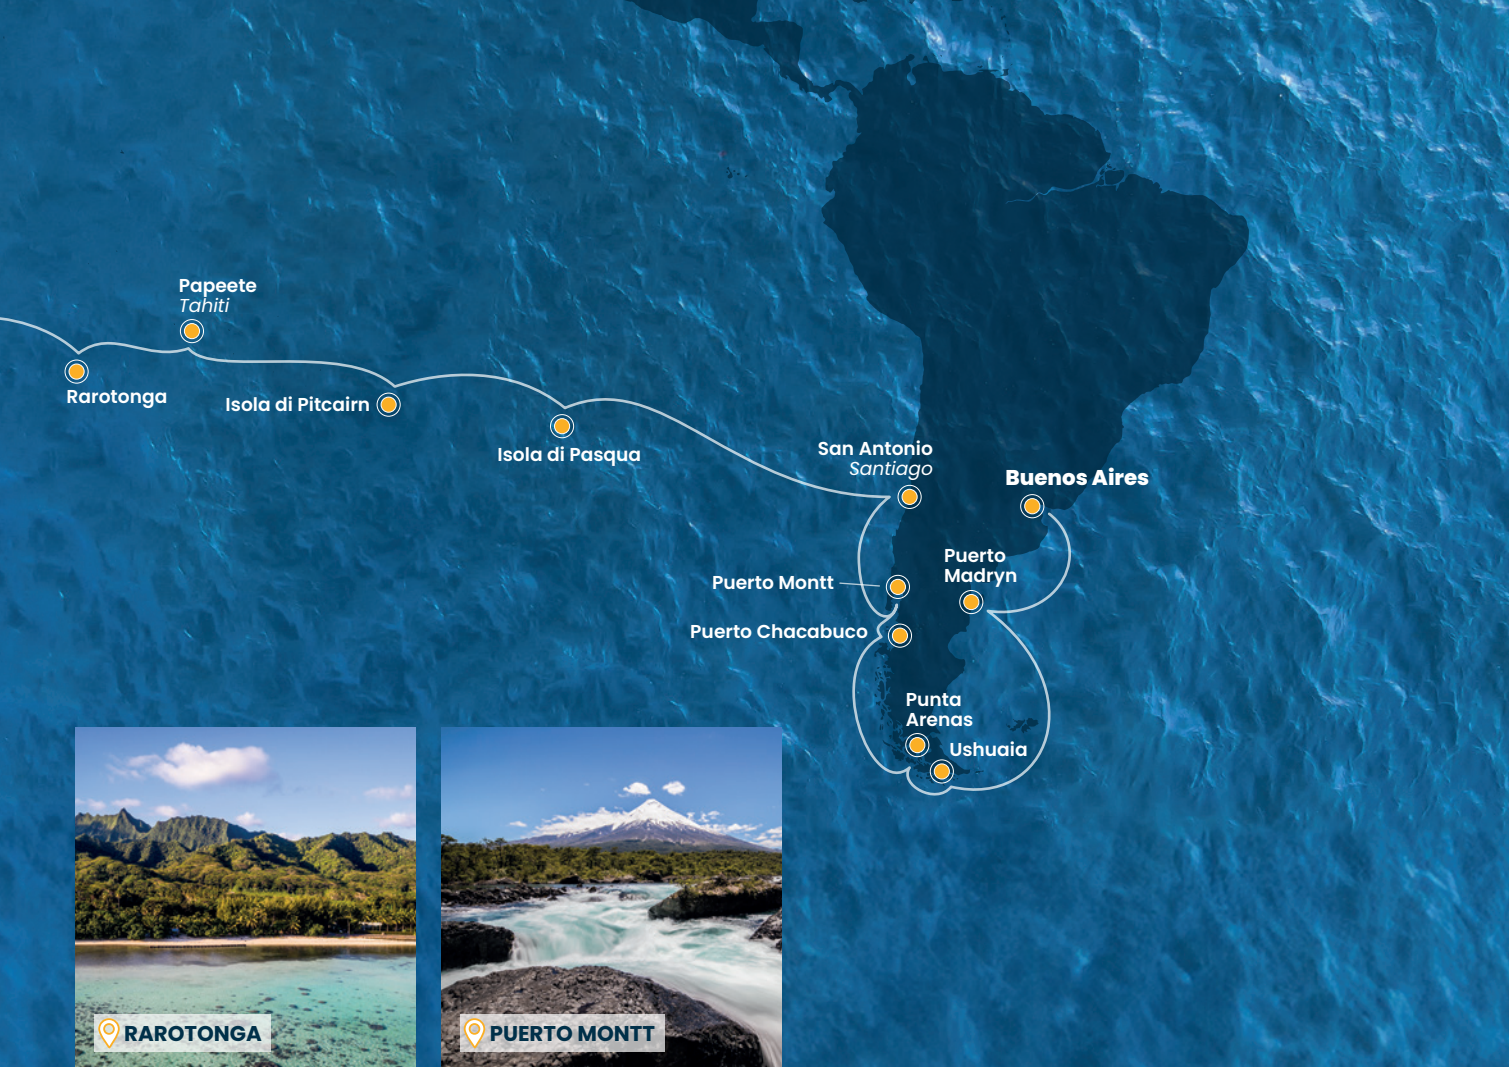 Papeete
Tahiti
Rarotonga
Isola di Pitcairn
Isola di Pasqua
San Antonio
Santiago
Buenos Aires
Puerto
Madryn
Puerto Montt
Puerto Chacabuco
Punta
Arenas
Ushuaia
RAROTONGA
PUERTO MONTT